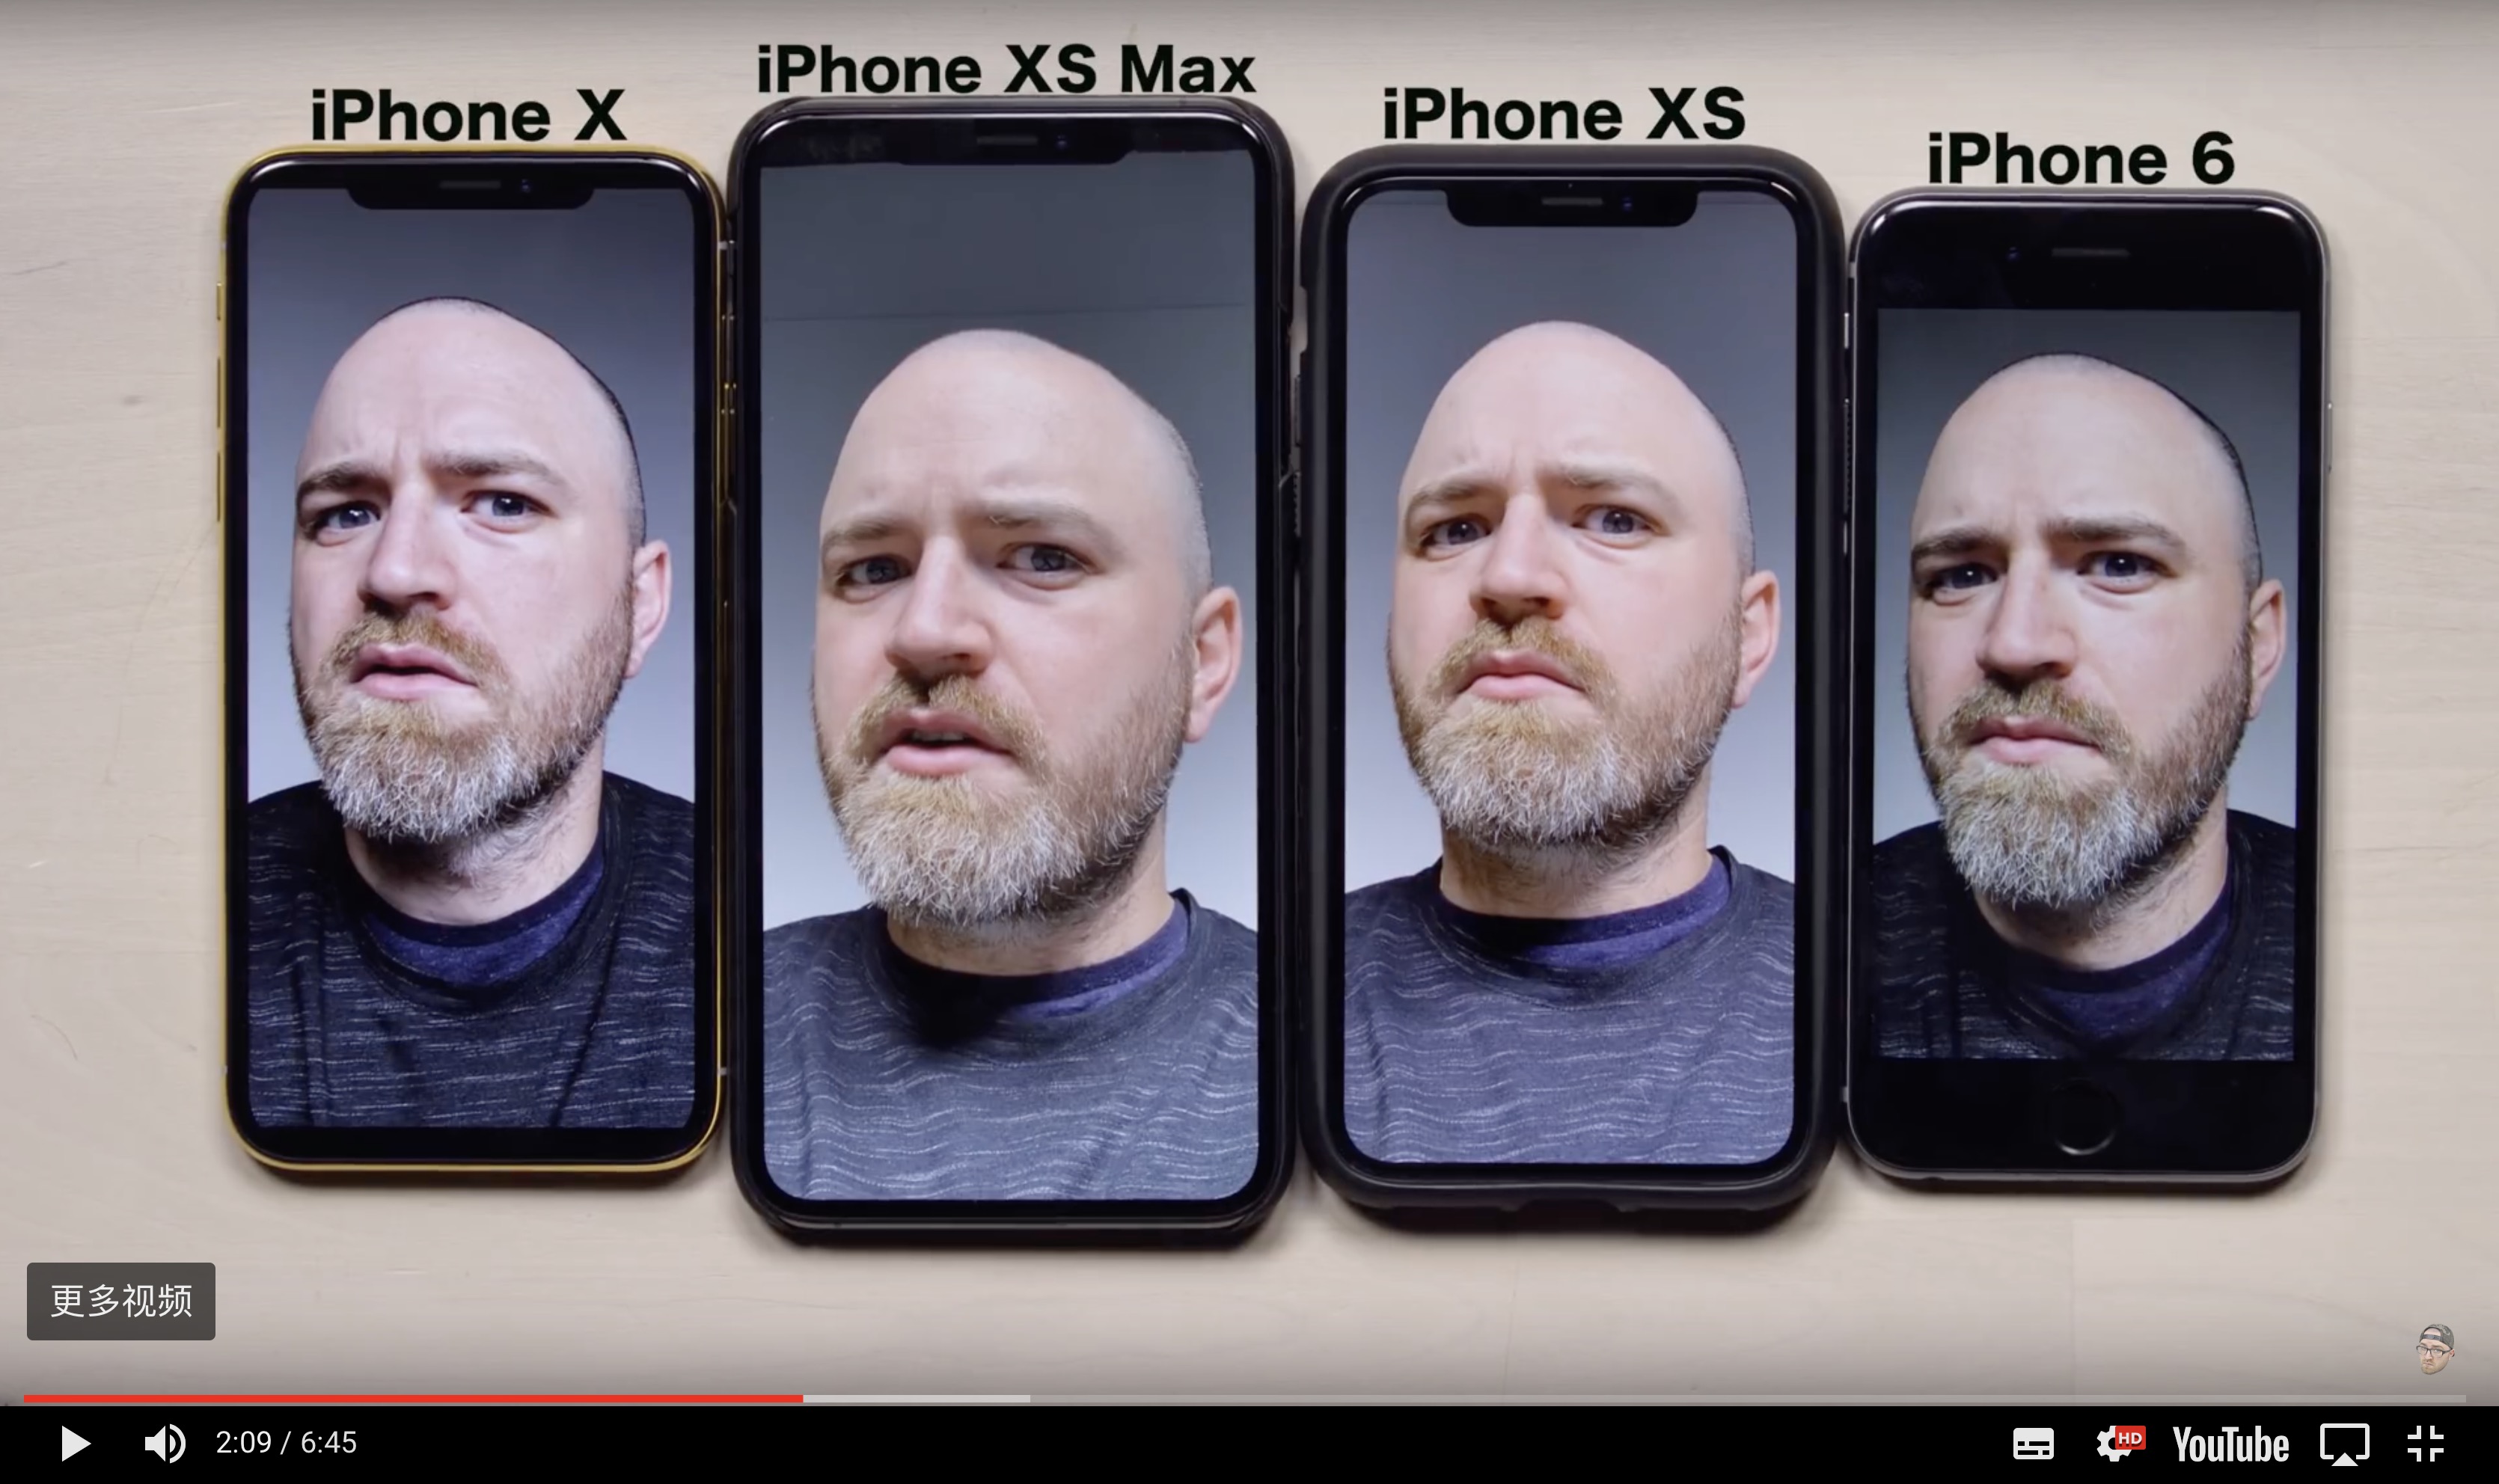 iPhone X
iPhone XS Max
iPhone XS
iPhone 6
更多视频
2:09 / 6:45
HD
YouTube